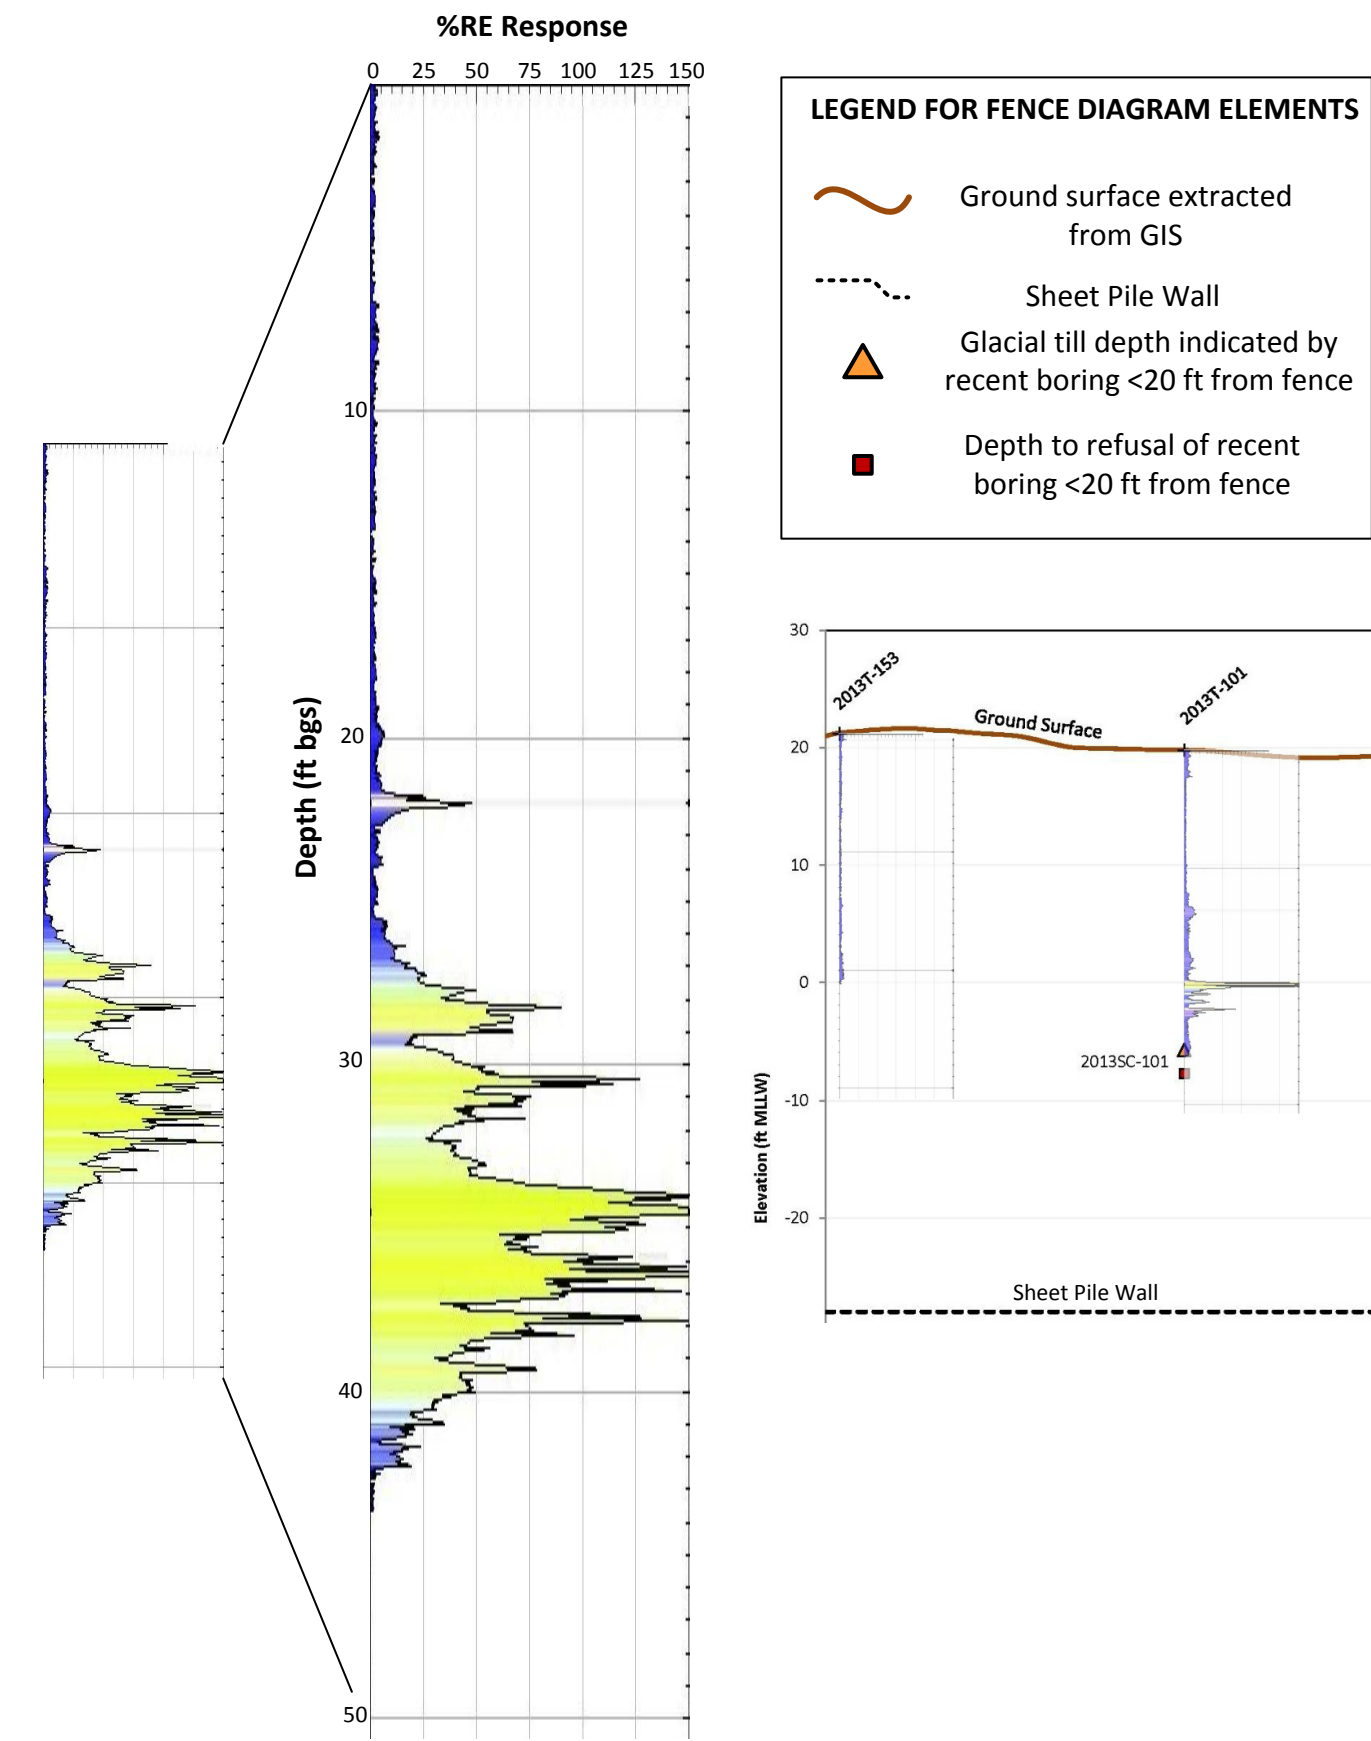 %RE Response
0 25 50 75 100 125 150
10
20
30
40
50
Depth (ft bgs)
LEGEND FOR FENCE DIAGRAM ELEMENTS
Ground surface extracted
from GIS
Sheet Pile Wall
Glacial till depth indicated by
recent boring <20 ft from fence
Depth to refusal of recent
boring <20 ft from fence
30
20
10
0
-10
-20
Elevation (ft MLLW)
2013T-153
Ground Surface
2013T-101
2013SC-101
Sheet Pile Wall